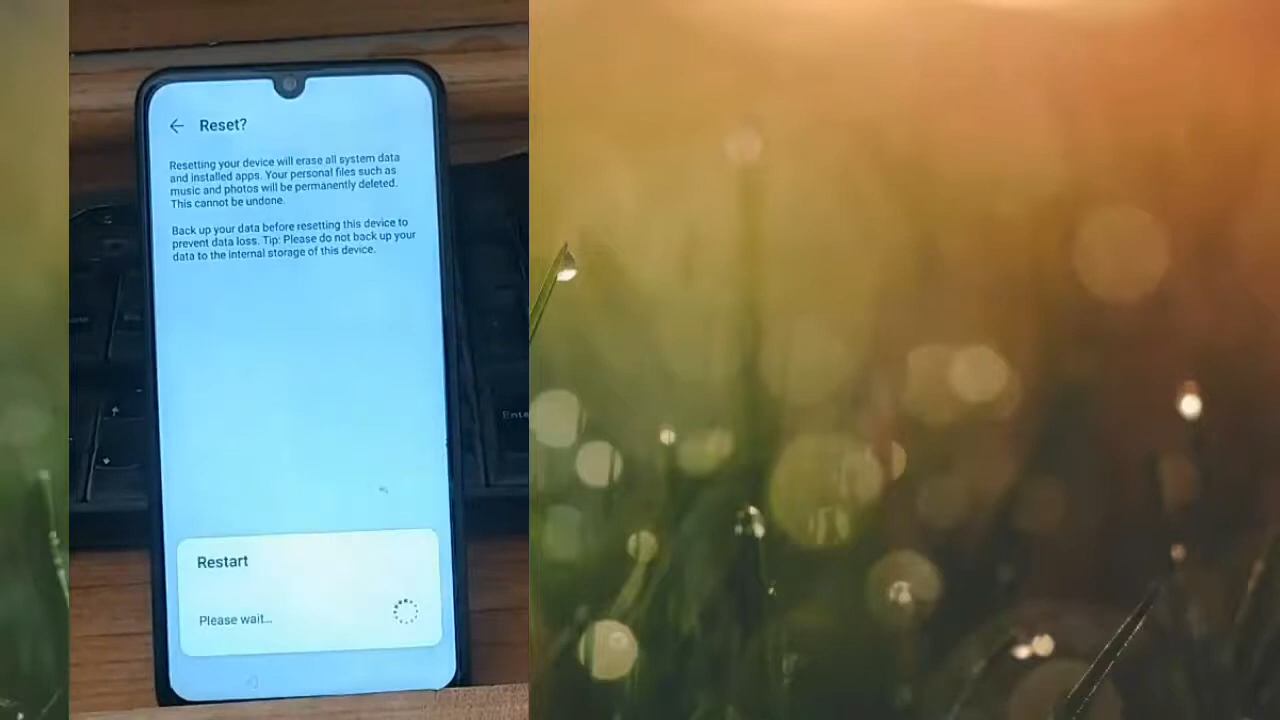 Reset?
Resetting your device will erase all system data
and installed apps. Your personal files such as
music and photos will be permanently deleted.
This cannot be undone.
Back up your data before resetting this device to
prevent data loss. Tip: Please do not back up your
data to the internal storage of this device.
Enter
Restart
Please wait...